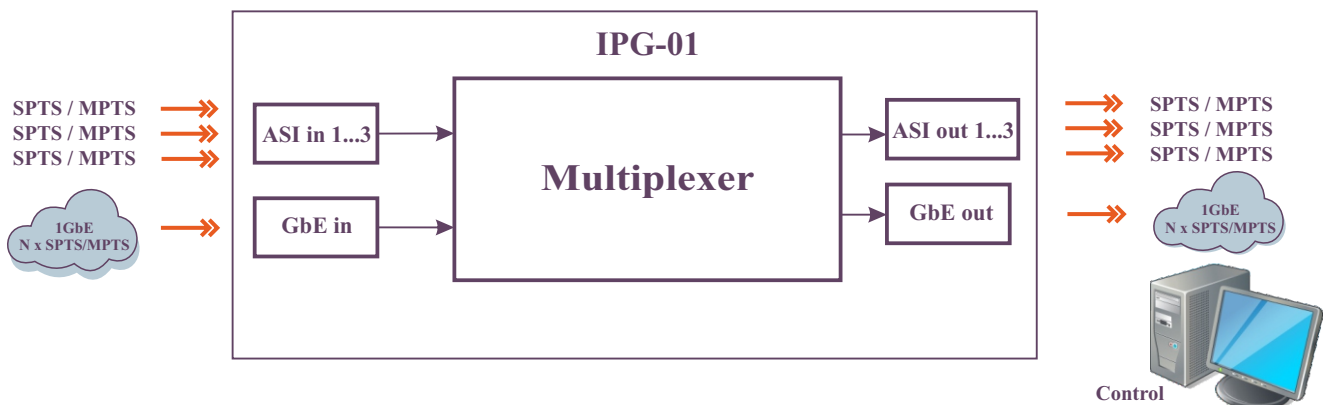 IPG-01
SPTS / MPTS
SPTS / MPTS
SPTS / MPTS
1GbE
N x SPTS/MPTS
ASI in 1...3
GbE in
Multiplexer
ASI out 1...3
GbE out
SPTS / MPTS
SPTS / MPTS
SPTS / MPTS
1GbE
N x SPTS/MPTS
Control